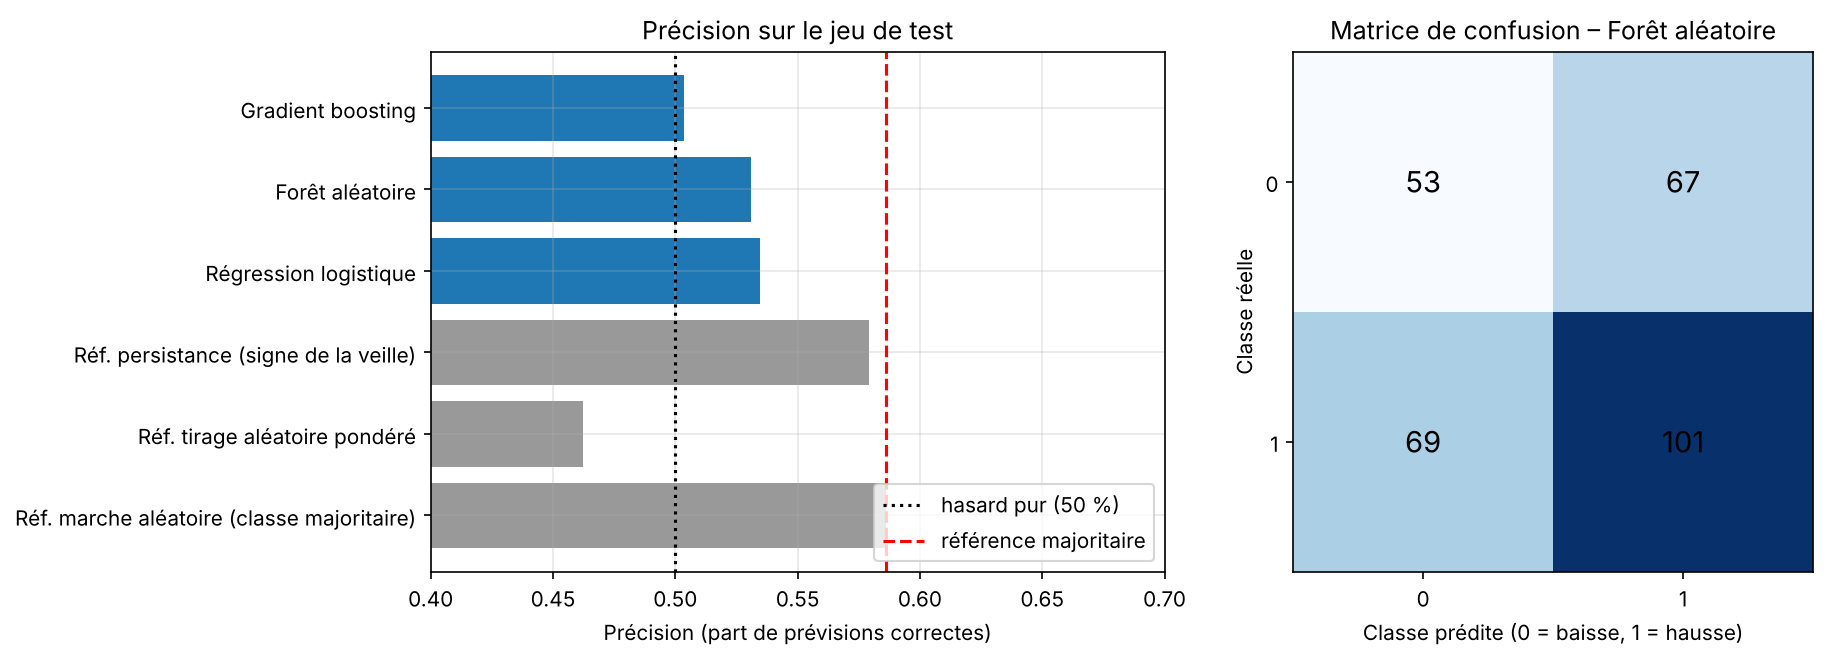 Précision sur le jeu de test
Gradient boosting
Forêt aléatoire
Régression logistique
Réf. persistance (signe de la veille)
Réf. tirage aléatoire pondéré
Réf. marche aléatoire (classe majoritaire)
hasard pur (50 %)
référence majoritaire
0.40 0.45 0.50 0.55 0.60 0.65 0.70
Précision (part de prévisions correctes)
Matrice de confusion – Forêt aléatoire
Classe réelle
0
53 67
1
69 101
0 1
Classe prédite (0 = baisse, 1 = hausse)